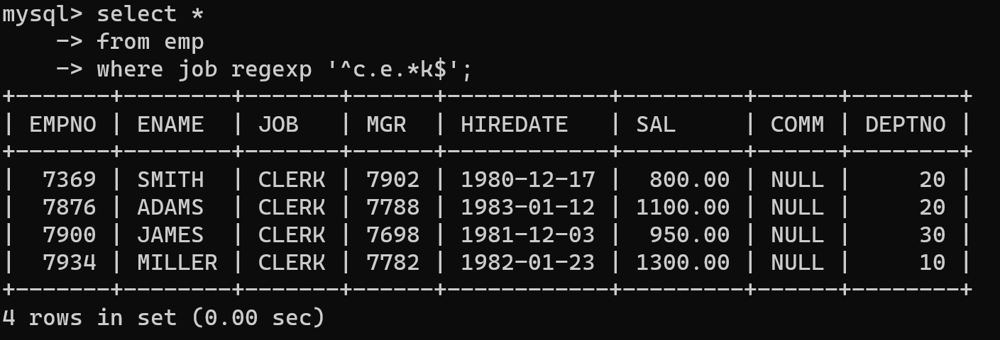 mysql> select *
    -> from emp
    -> where job regexp '^c.e.*k$';
+-------+--------+-------+------+------------+---------+------+--------+
| EMPNO | ENAME  | JOB   | MGR  | HIREDATE   | SAL     | COMM | DEPTNO |
+-------+--------+-------+------+------------+---------+------+--------+
|  7369 | SMITH  | CLERK | 7902 | 1980-12-17 |  800.00 | NULL |     20 |
|  7876 | ADAMS  | CLERK | 7788 | 1983-01-12 | 1100.00 | NULL |     20 |
|  7900 | JAMES  | CLERK | 7698 | 1981-12-03 |  950.00 | NULL |     30 |
|  7934 | MILLER | CLERK | 7782 | 1982-01-23 | 1300.00 | NULL |     10 |
+-------+--------+-------+------+------------+---------+------+--------+
4 rows in set (0.00 sec)